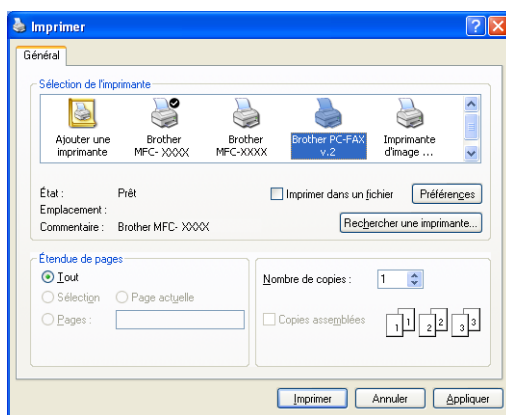 Imprimer
Général
Sélection de l'imprimante
Ajouter une imprimante
Brother MFC- XXXX
Brother MFC-XXXX
Brother PC-FAX v.2
Imprimante d'image ...
État : Prêt
Imprimer dans un fichier
Préférences
Emplacement :
Commentaire : Brother MFC- XXXX
Rechercher une imprimante...
Étendue de pages
Tout
Sélection
Page actuelle
Pages :
Nombre de copies : 1
Copies assemblées
1 1 2 2 3 3
Imprimer
Annuler
Appliquer